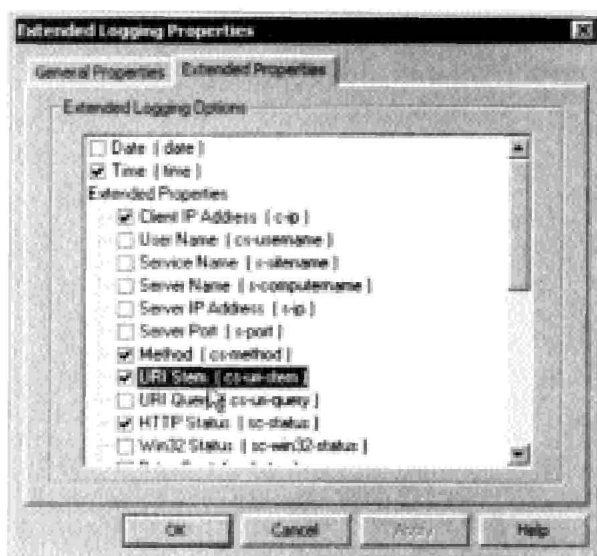 Extended Logging Properties
General Properties Extended Properties
Extended Logging Options
Date ( date )
Time ( time )
Extended Properties
Client IP Address ( c-ip )
User Name ( cs-username )
Service Name ( s-sitename )
Server Name ( s-computername )
Server IP Address ( s-ip )
Server Port ( s-port )
Method ( cs-method )
URI Stem ( cs-uri-stem )
URI cs-uri-query )
HTTP Status ( sc-status )
Win32 Status ( sc-win32-status )
OK Cancel Apply Help